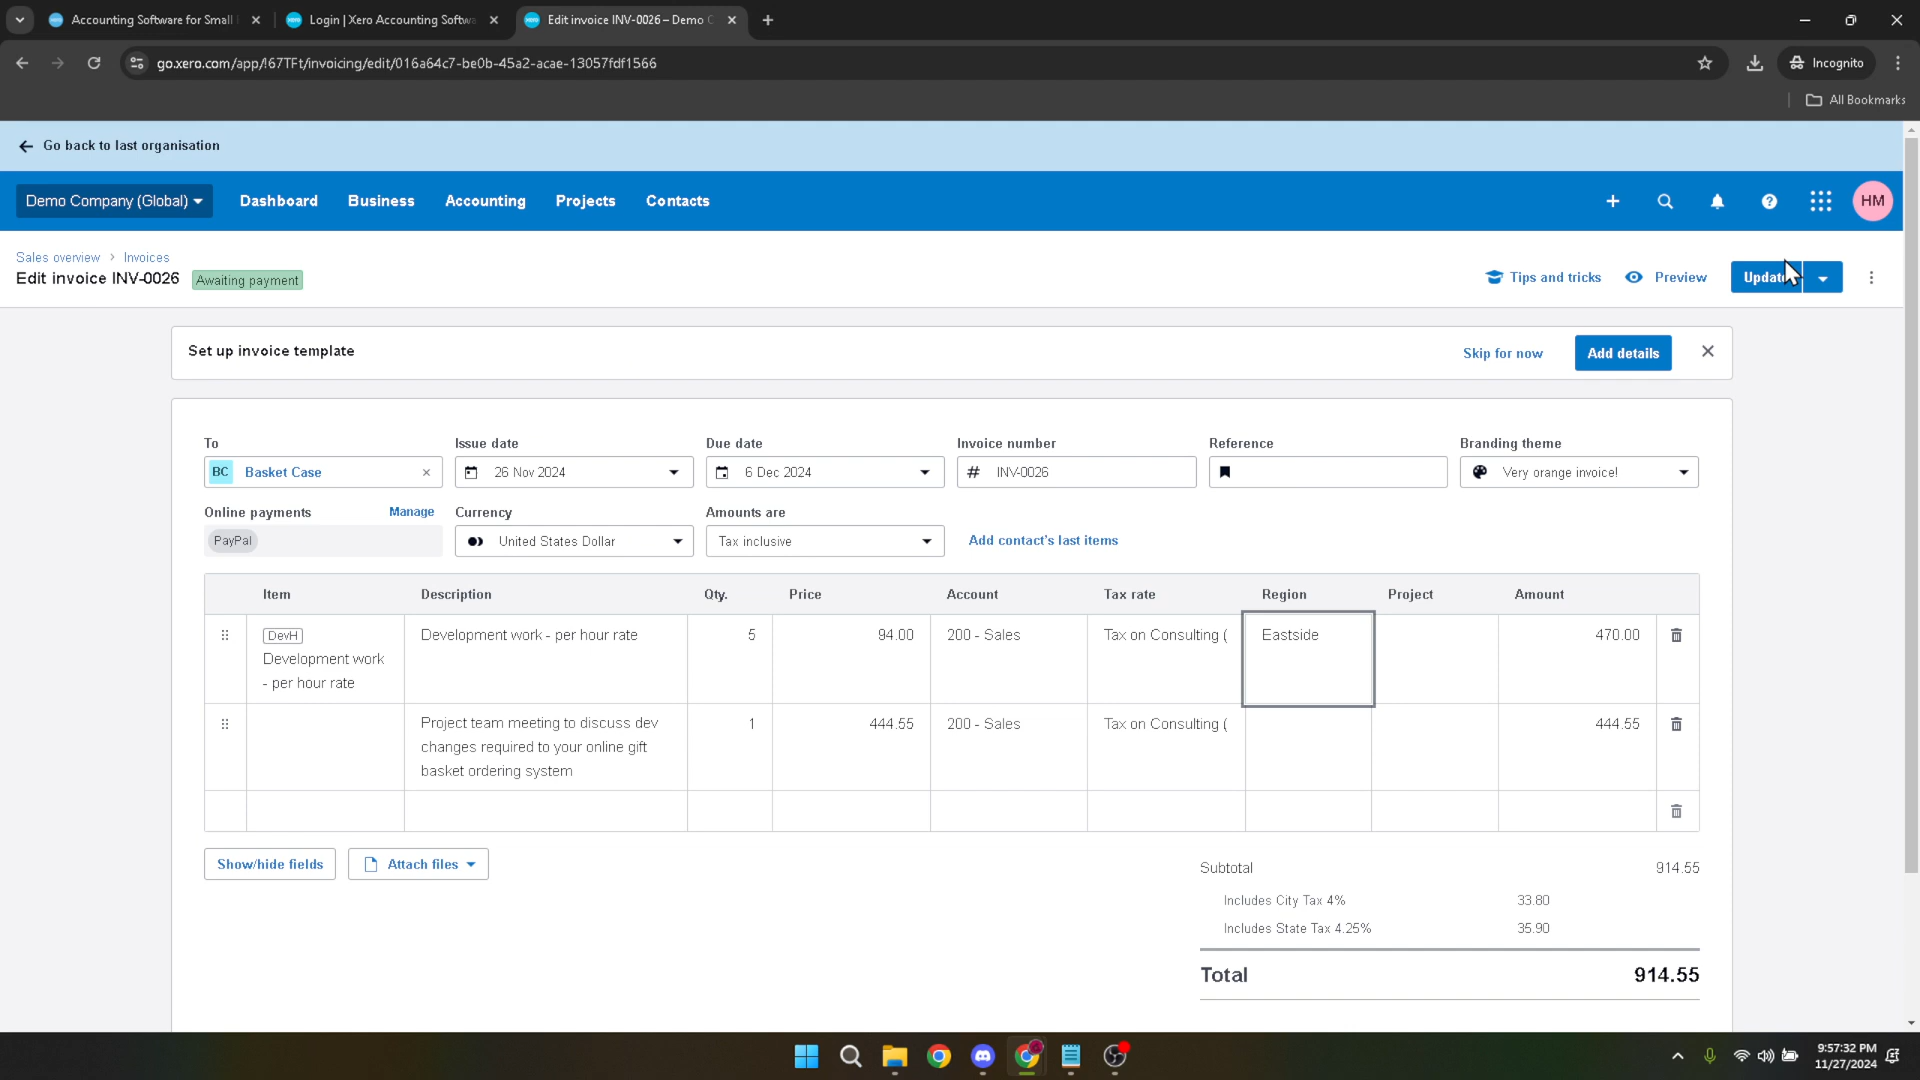 Accounting Software for Small
Login | Xero Accounting Softwa
Edit invoice INV-0026 – Demo C
go.xero.com/app/!67TFt/invoicing/edit/016a64c7-be0b-45a2-acae-13057fdf1566
Incognito
All Bookmarks
Go back to last organisation
Demo Company (Global)
Dashboard
Business
Accounting
Projects
Contacts
HM
Sales overview > Invoices
Edit invoice INV-0026
Awaiting payment
Tips and tricks
Preview
Update
Set up invoice template
Skip for now
Add details
To
Issue date
Due date
Invoice number
Reference
Branding theme
BC Basket Case
26 Nov 2024
6 Dec 2024
# INV-0026
Very orange invoice!
Online payments
Manage
Currency
Amounts are
PayPal
United States Dollar
Tax inclusive
Add contact's last items
Item
Description
Qty.
Price
Account
Tax rate
Region
Project
Amount
DevH
Development work
- per hour rate
Development work - per hour rate
5
94.00
200 - Sales
Tax on Consulting (
Eastside
470.00
Project team meeting to discuss dev
changes required to your online gift
basket ordering system
1
444.55
200 - Sales
Tax on Consulting (
444.55
Show/hide fields
Attach files
Subtotal
914.55
Includes City Tax 4%
33.80
Includes State Tax 4.25%
35.90
Total
914.55
9:57:32 PM
11/27/2024